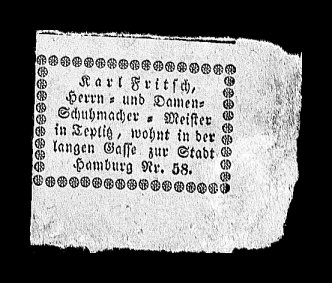 Karl Fritsch,
Herrn- und Damen-
Schuhmacher-Meister
in Teplitz, wohnt in der
langen Gasse zur Stadt
Hamburg Nr. 58.